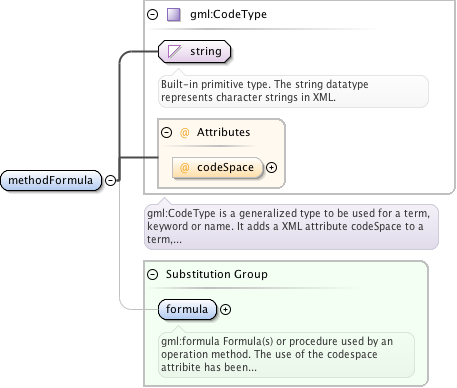 gml:CodeType
string
Built-in primitive type. The string datatype
represents character strings in XML.
@ Attributes
@ codeSpace
methodFormula
gml:CodeType is a generalized type to be used for a term,
keyword or name. It adds a XML attribute codeSpace to a
term,...
Substitution Group
formula
gml:formula Formula(s) or procedure used by an
operation method. The use of the codespace
attribite has been...